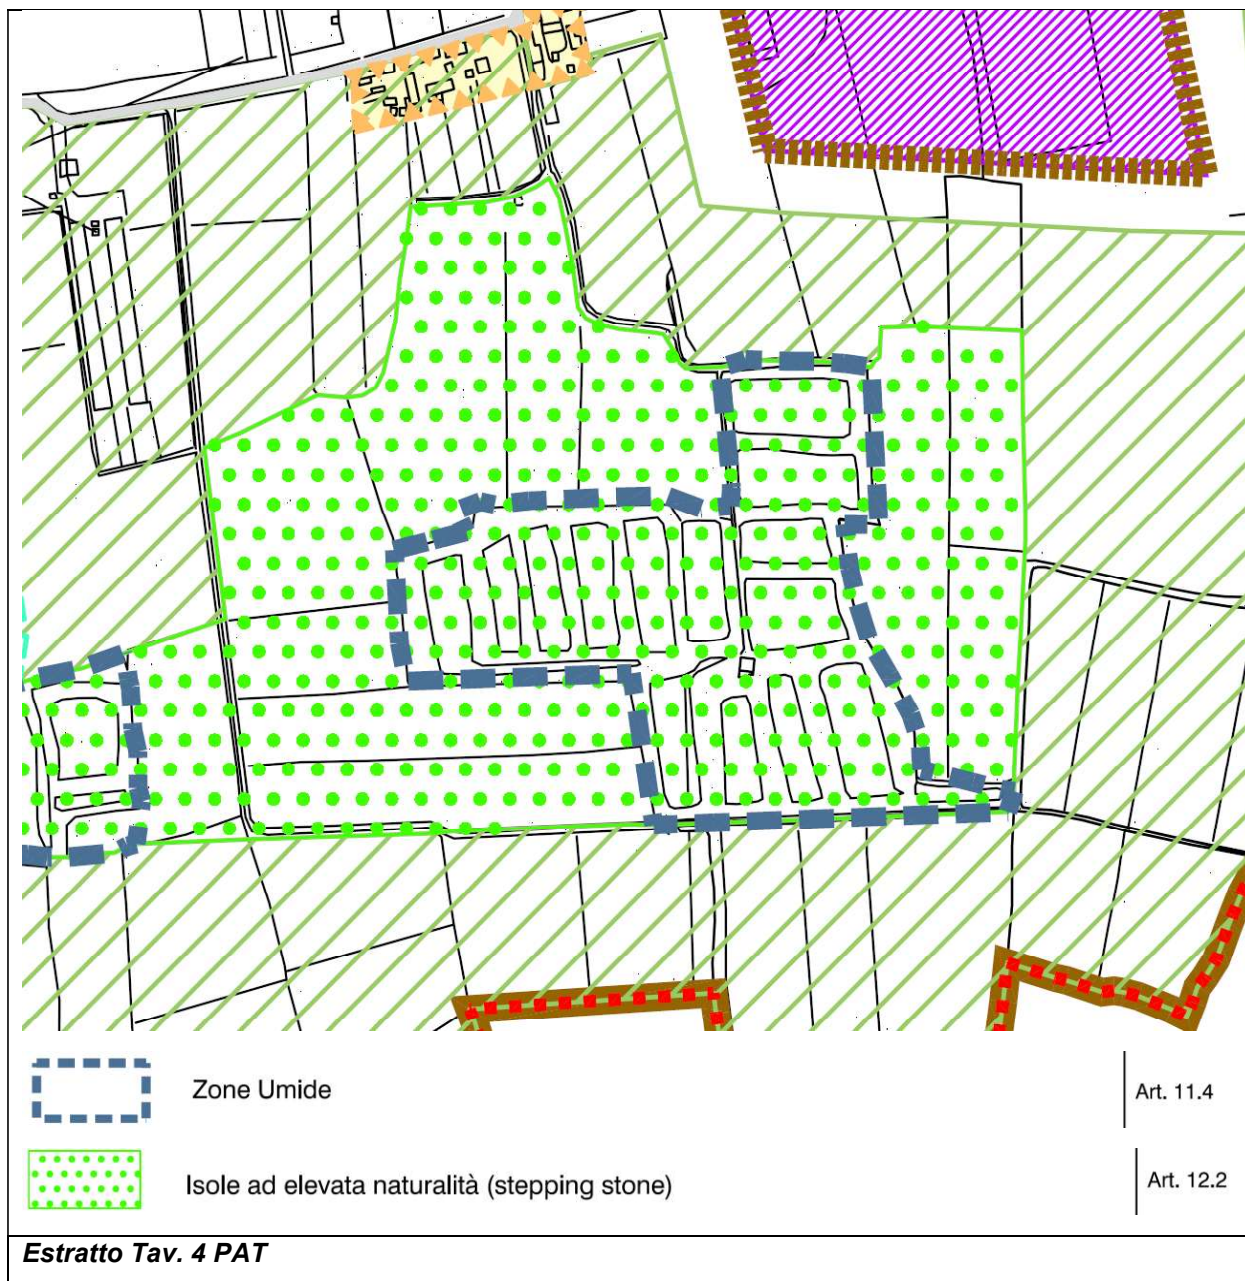 Zone Umide
Art. 11.4
Isole ad elevata naturalità (stepping stone)
Art. 12.2
Estratto Tav. 4 PAT